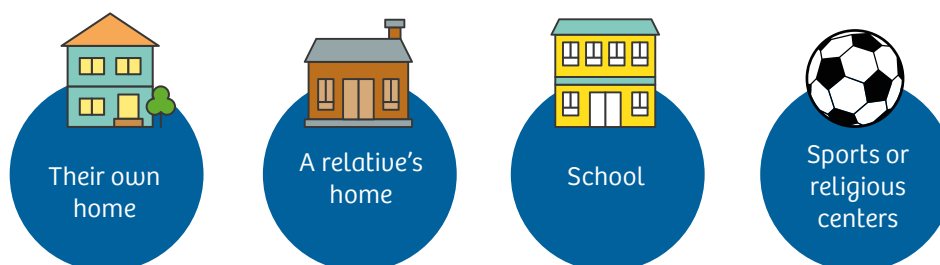 Their own
home
A relative's
home
School
Sports or
religious
centers